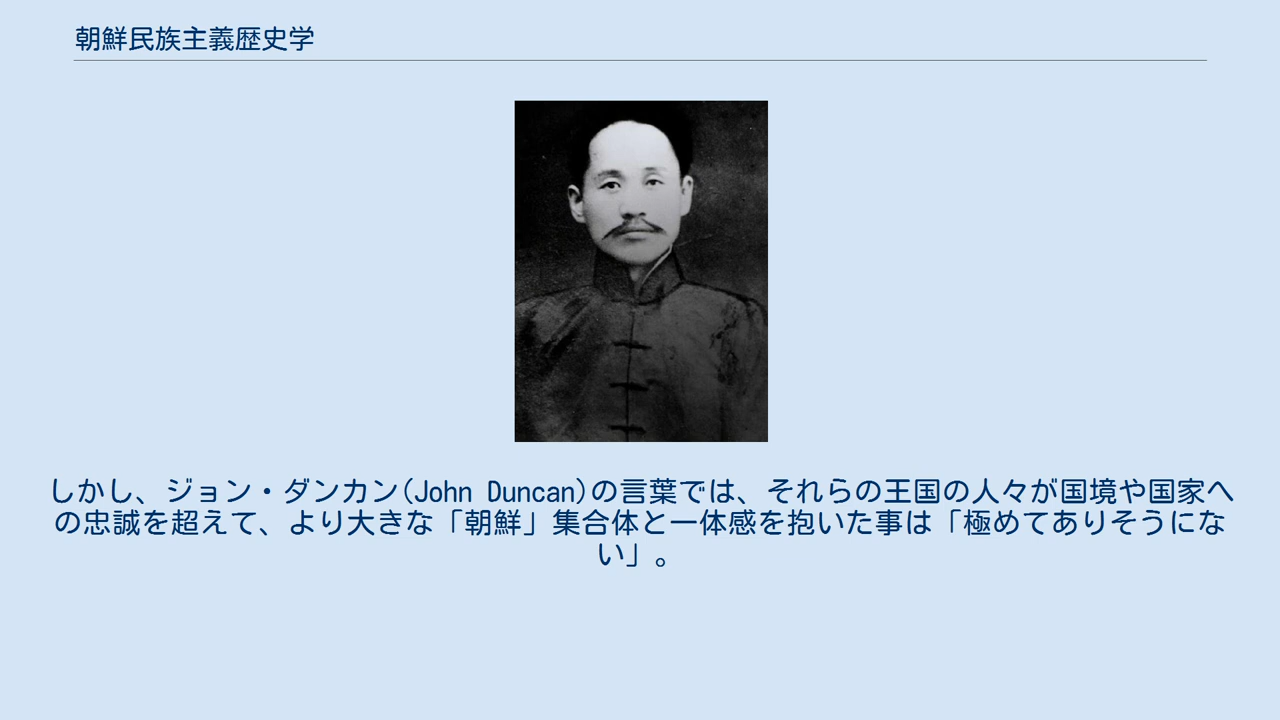 朝鮮民族主義歴史学
しかし、ジョン・ダンカン(John Duncan)の言葉では、それらの王国の人々が国境や国家へ
の忠誠を超えて、より大きな「朝鮮」集合体と一体感を抱いた事は「極めてありそうにな
い」。